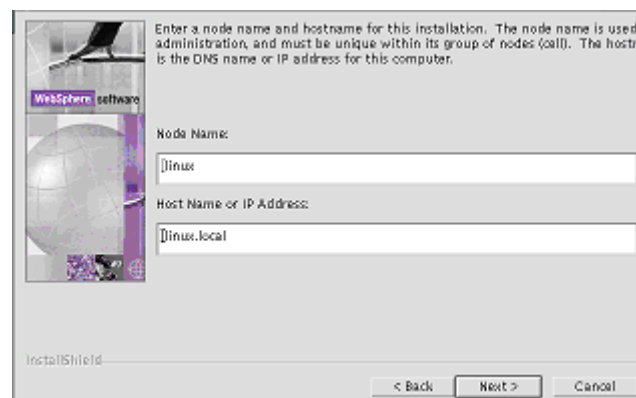 Enter a node name and hostname for this installation. The node name is used
administration, and must be unique within its group of nodes (cell). The host
is the DNS name or IP address for this computer.
WebSphere software
Node Name:
linux
Host Name or IP Address:
linux.local
InstallShield
< Back
Next >
Cancel